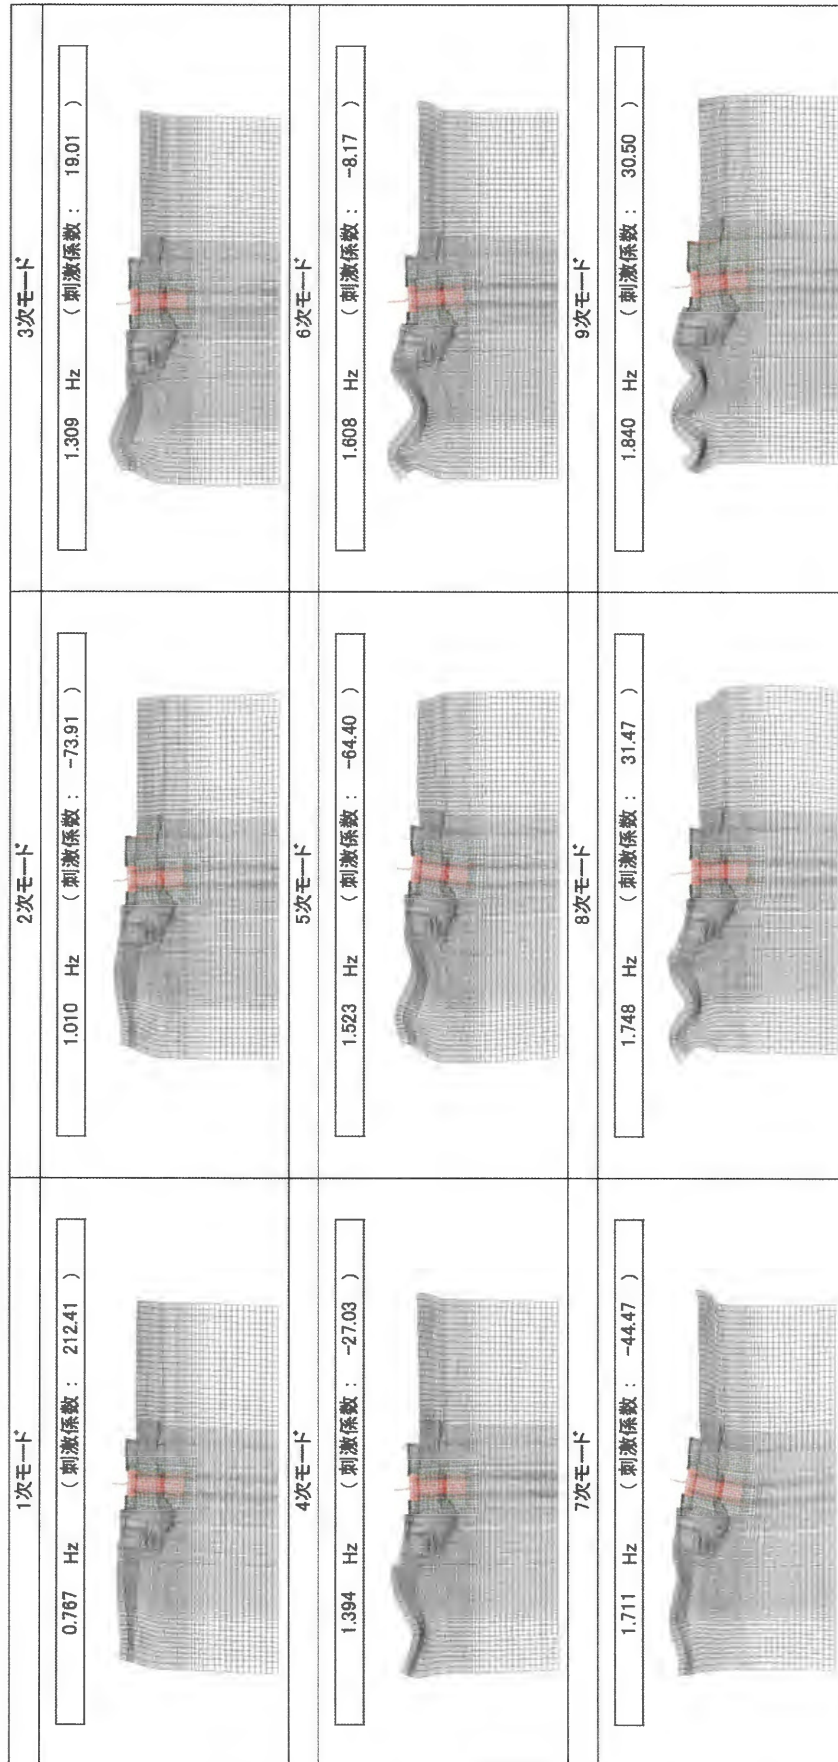 1次モード
0.767 Hz ( 刺激係数 : 212.41 )
2次モード
1.010 Hz ( 刺激係数 : -73.91 )
3次モード
1.309 Hz ( 刺激係数 : 19.01 )
4次モード
1.394 Hz ( 刺激係数 : -27.03 )
5次モード
1.523 Hz ( 刺激係数 : -64.40 )
6次モード
1.608 Hz ( 刺激係数 : -8.17 )
7次モード
1.711 Hz ( 刺激係数 : -44.47 )
8次モード
1.748 Hz ( 刺激係数 : 31.47 )
9次モード
1.840 Hz ( 刺激係数 : 30.50 )